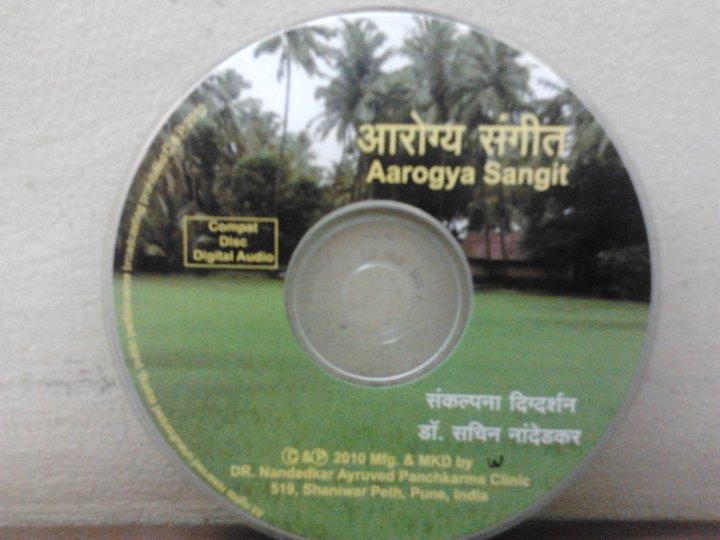 आरोग्य संगीत
Aarogya Sangit
Compat
Disc
Digital Audio
संकल्पना दिग्दर्शन
डॉ. सचिन नांदेडकर
©&℗ 2010 Mfg. & MKD by
DR. Nandedkar Ayruved Panchkarma Clinic
519, Shaniwar Peth, Pune, India